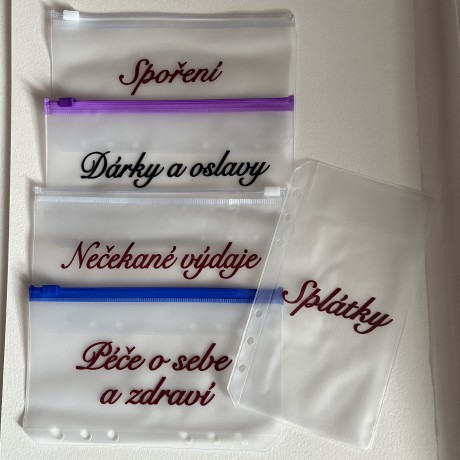 Spoření
Dárky a oslavy
Nečekané výdaje
Splátky
Péče o sebe
a zdraví